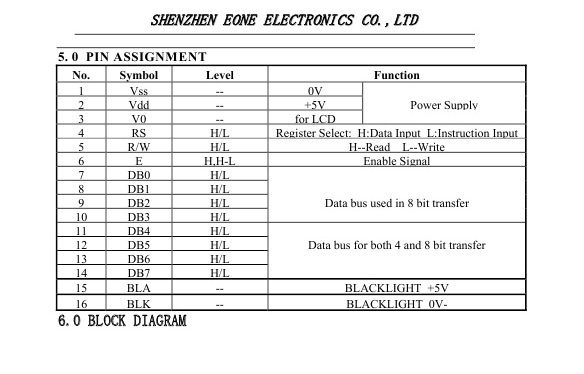 SHENZHEN EONE ELECTRONICS CO.,LTD
5.0 PIN ASSIGNMENT
No. Symbol Level Function
1 Vss -- 0V
2 Vdd -- +5V Power Supply
3 V0 -- for LCD
4 RS H/L Register Select: H:Data Input L:Instruction Input
5 R/W H/L H--Read L--Write
6 E H,H-L Enable Signal
7 DB0 H/L
8 DB1 H/L
9 DB2 H/L Data bus used in 8 bit transfer
10 DB3 H/L
11 DB4 H/L
12 DB5 H/L Data bus for both 4 and 8 bit transfer
13 DB6 H/L
14 DB7 H/L
15 BLA -- BLACKLIGHT +5V
16 BLK -- BLACKLIGHT 0V-
6.0 BLOCK DIAGRAM